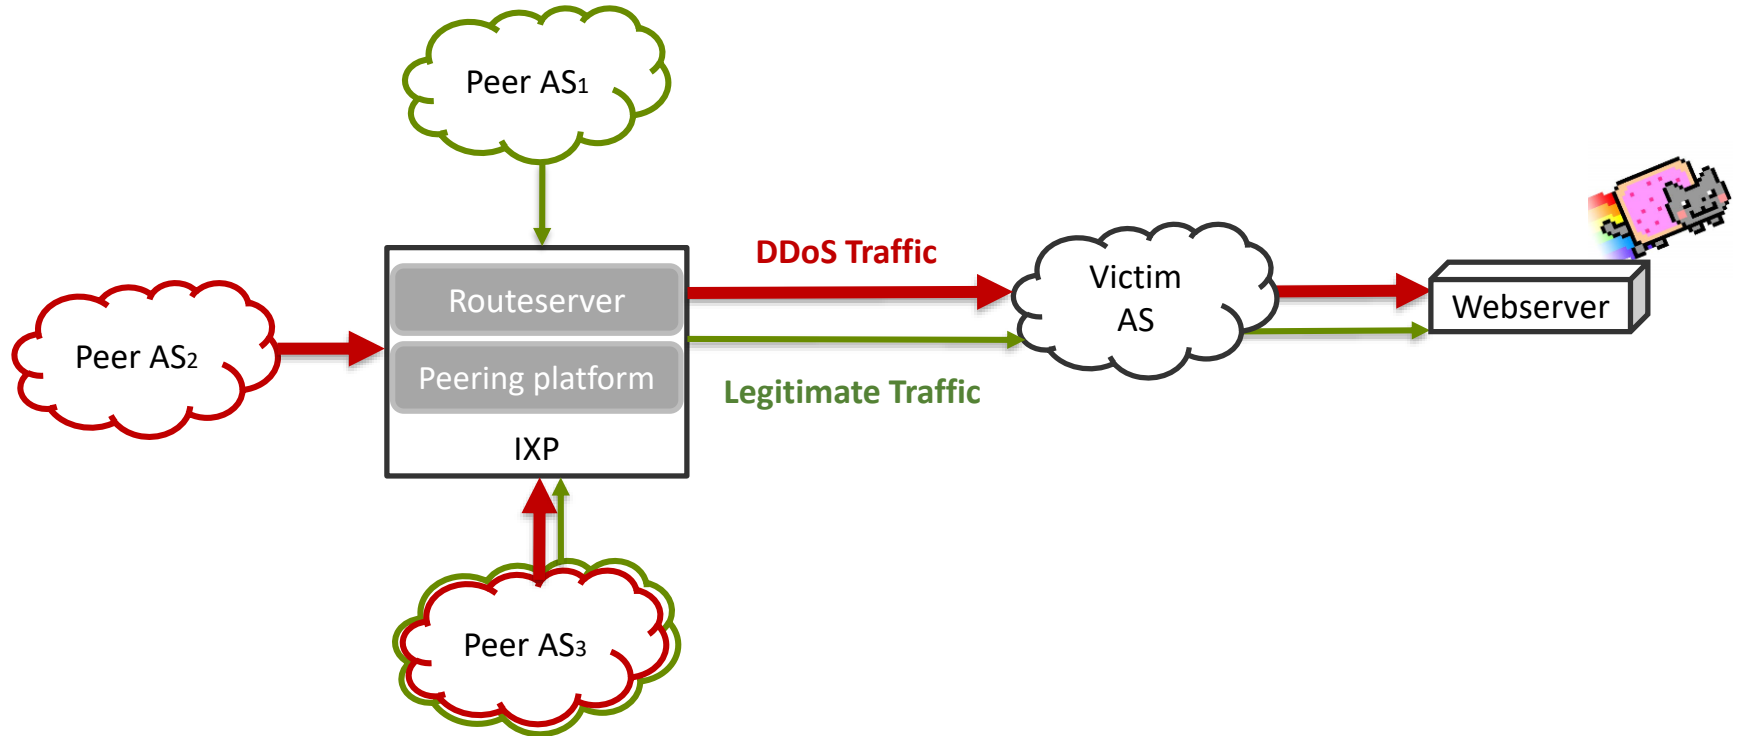 Peer AS1
DDoS Traffic
Victim
AS
Routeserver
Webserver
Peer AS2
Peering platform
Legitimate Traffic
IXP
Peer AS3